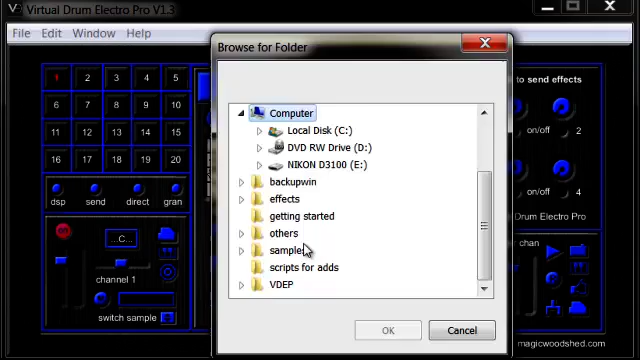 Virtual Drum Electro Pro V1.3
File Edit Window Help
Browse for Folder
1 2 3 4 5
6 7 8 9 10
11 12 13 14 15
16 17 18 19 20
dsp send direct gran
...C...
channel 1
switch sample
Computer
Local Disk (C:)
DVD RW Drive (D:)
NIKON D3100 (E:)
backupwin
effects
getting started
others
samples
scripts for adds
VDEP
OK Cancel
to send effects
on/off 2
on/off 4
Drum Electro Pro
chan
magicwoodshed.com